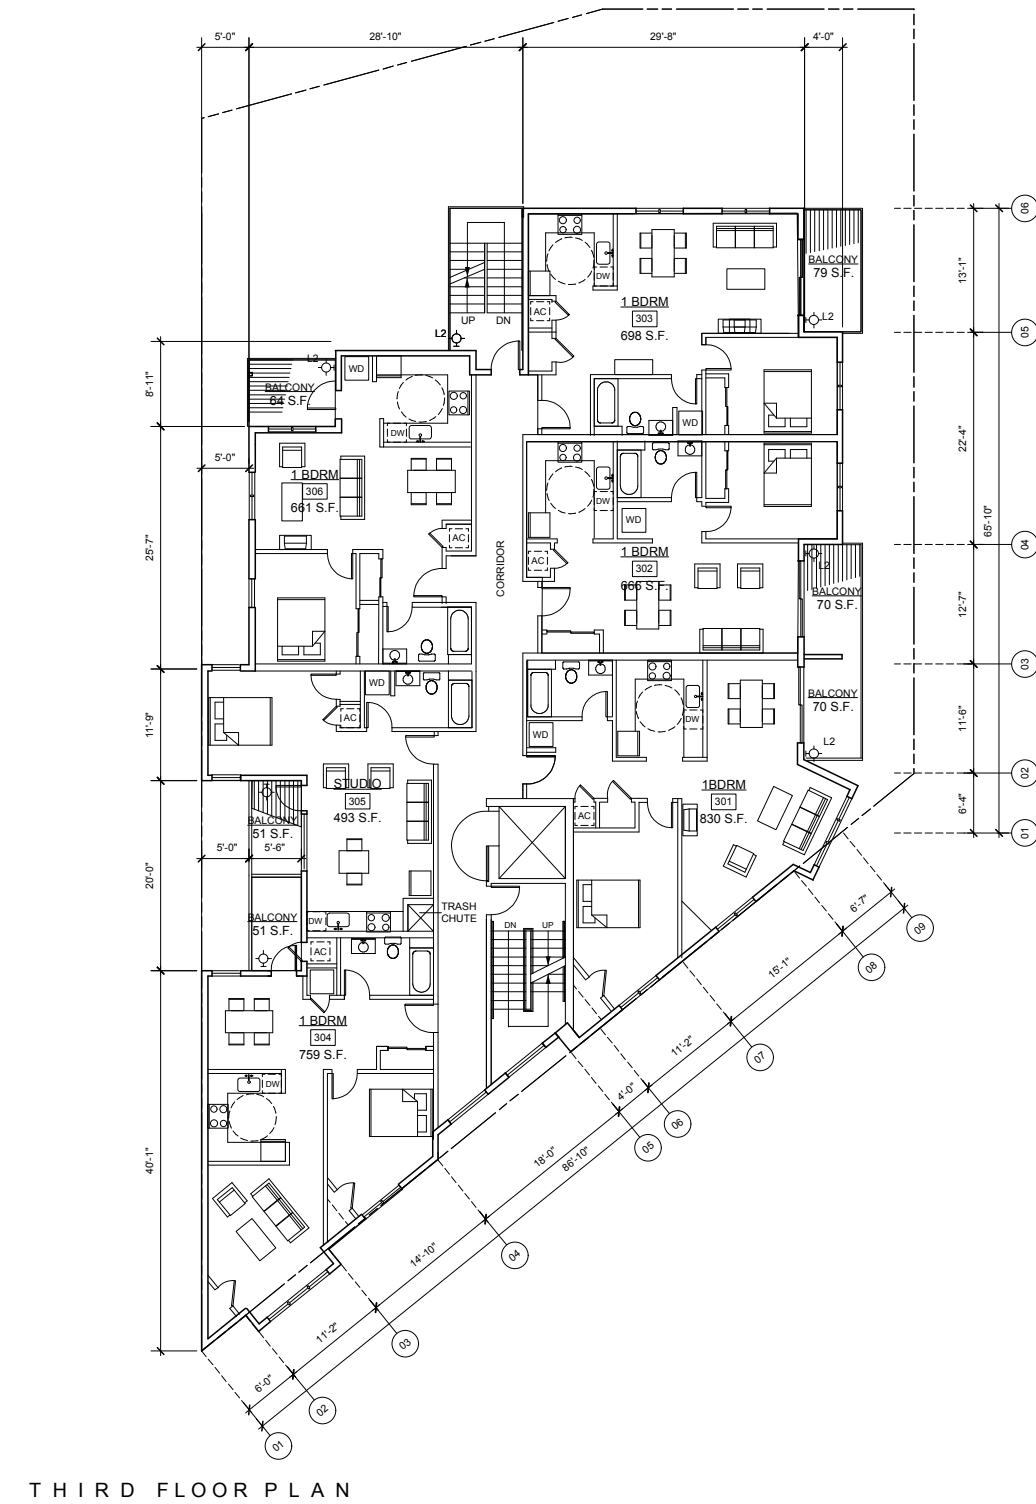 5'-0" 28'-10" 29'-8" 4'-0"
06
13'-1"
BALCONY
79 S.F.
L2
05
DW
1 BDRM
303
698 S.F.
AC
WD
UP DN
L2
8'-11"
L2
BALCONY
64 S.F.
WD
DW
5'-0"
1 BDRM
306
661 S.F.
AC
25'-7"
CORRIDOR
22'-4"
65'-10"
DW
WD
AC
1 BDRM
302
666 S.F.
04
L2
BALCONY
70 S.F.
12'-7"
03
BALCONY
70 S.F.
L2
11'-6"
02
6'-4"
01
DW
WD
1BDRM
301
830 S.F.
AC
11'-9"
WD
AC
STUDIO
305
493 S.F.
BALCONY
51 S.F.
5'-0" 5'-6"
20'-0"
BALCONY
51 S.F.
DW
TRASH
CHUTE
DN UP
AC
1 BDRM
304
759 S.F.
DW
40'-1"
6'-7"
09
15'-1"
08
11'-2"
07
4'-0"
06
18'-0"
86'-10"
05
14'-10"
04
11'-2"
03
6'-0"
02
01
THIRD FLOOR PLAN